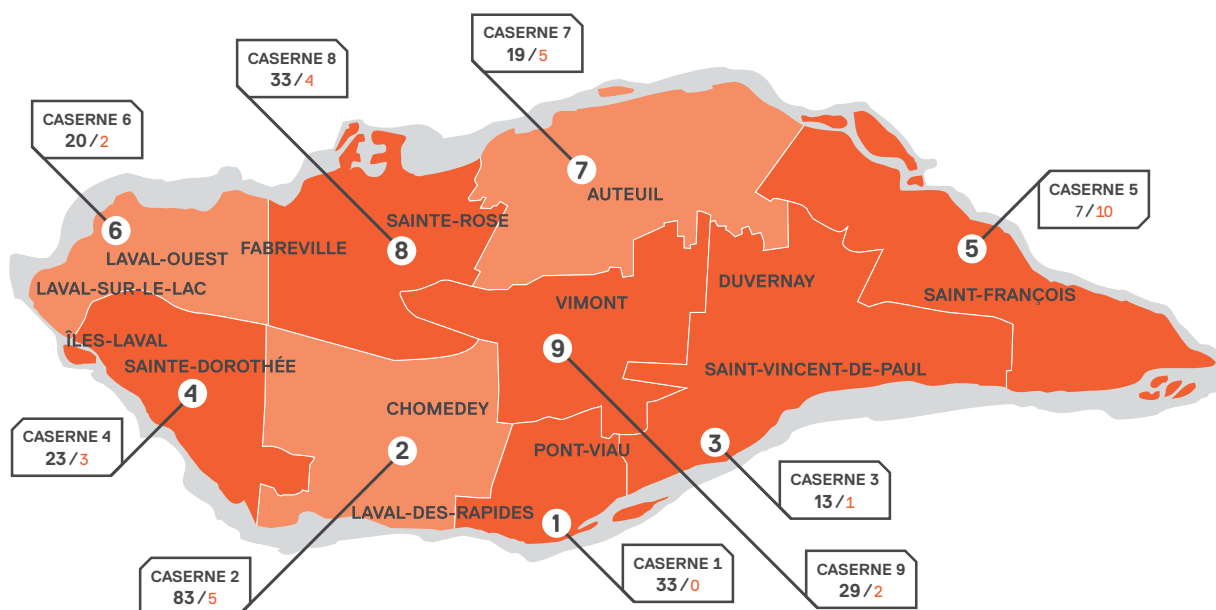 CASERNE 7
19/5
CASERNE 8
33/4
CASERNE 6
20/2
CASERNE 5
7/10
7
AUTEUIL
6
SAINTE-ROSE
FABREVILLE
8
5
LAVAL-OUEST
LAVAL-SUR-LE-LAC
DUVERNAY
VIMONT
SAINT-FRANÇOIS
ÎLES-LAVAL
9
SAINTE-DOROTHÉE
SAINT-VINCENT-DE-PAUL
4
CHOMEDEY
CASERNE 4
23/3
2
PONT-VIAU
3
CASERNE 3
13/1
LAVAL-DES-RAPIDES
1
CASERNE 2
83/5
CASERNE 1
33/0
CASERNE 9
29/2